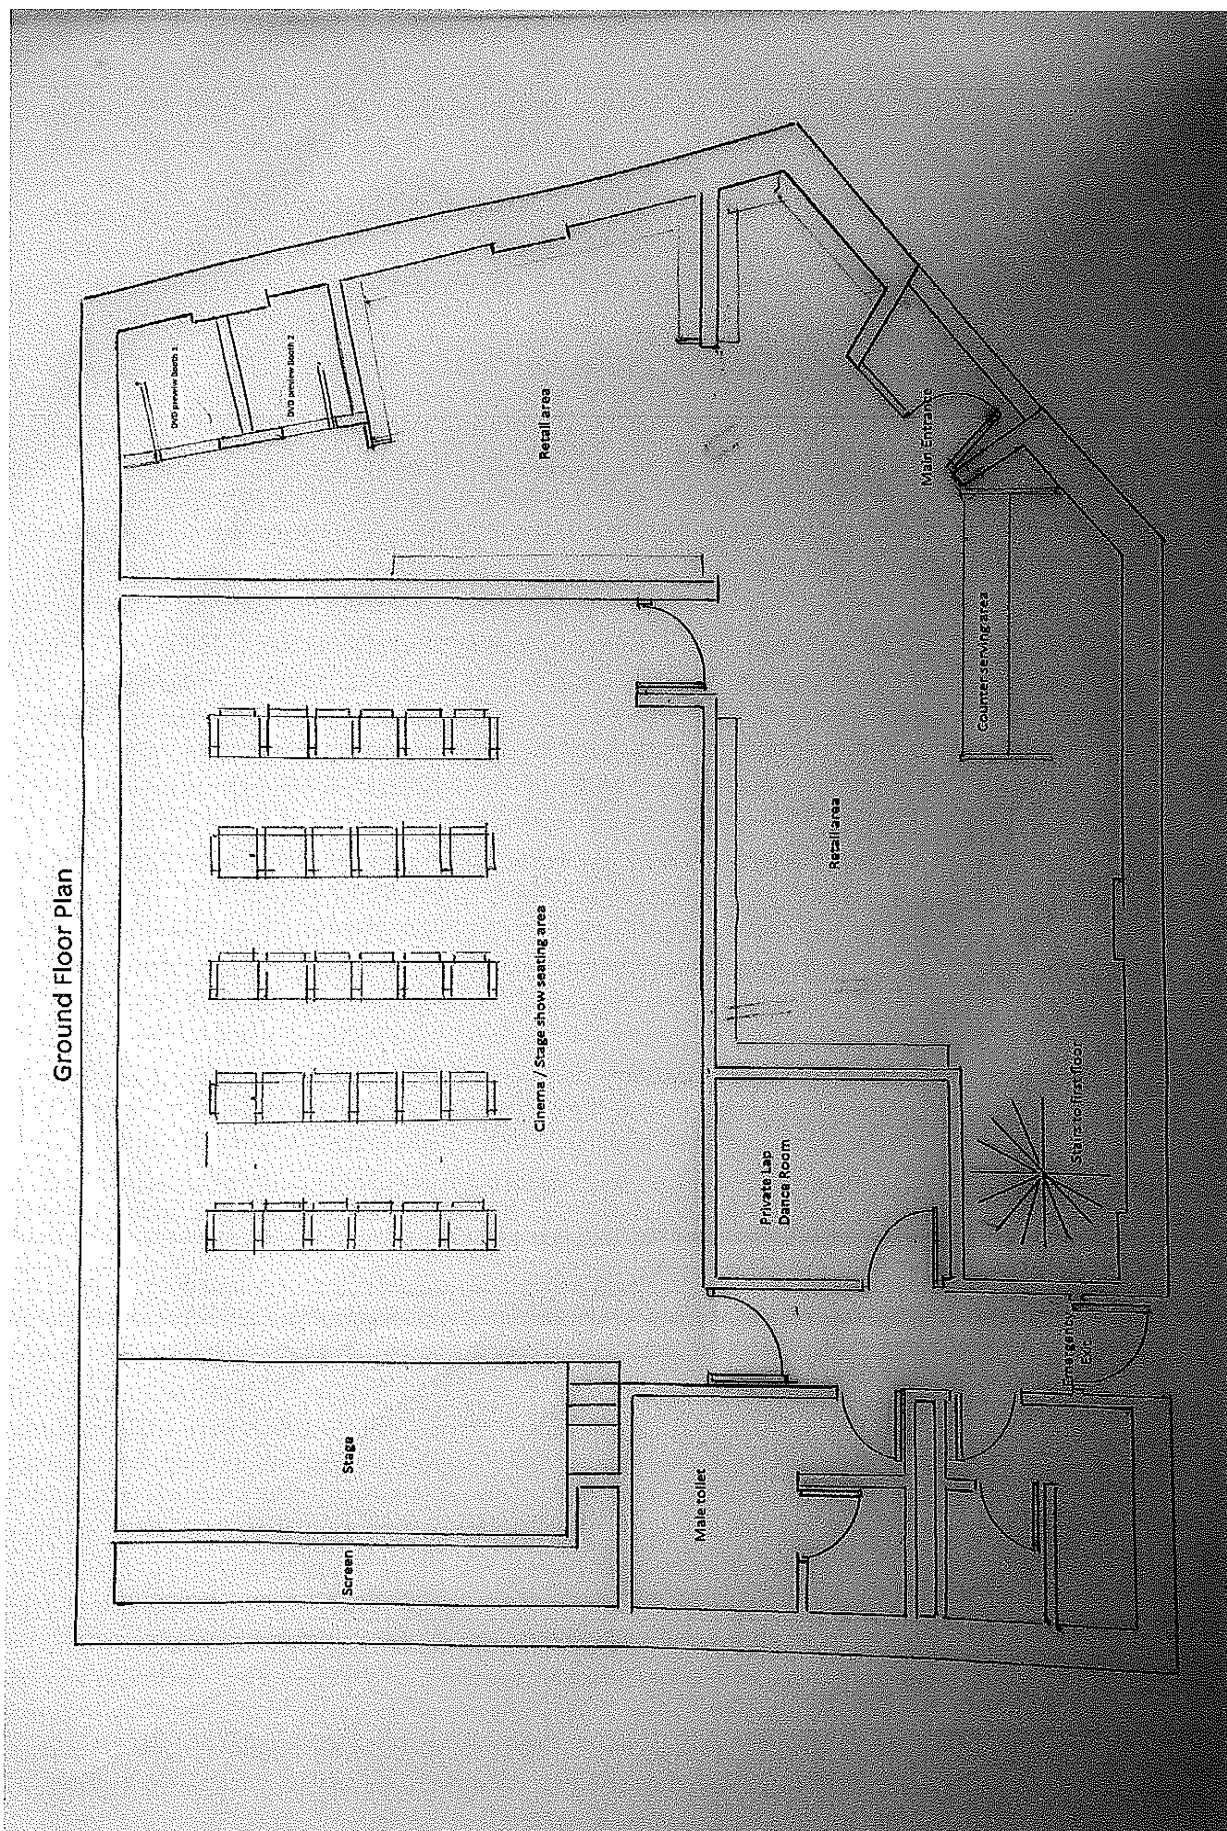 Ground Floor Plan
DVD preview booth 1
DVD preview booth 2
Retail area
Main Entrance
Counter serving area
Retail area
Cinema / Stage show seating area
Stairs to first floor
Private Lap
Dance Room
Emergency
Exit
Stage
Male toilet
Screen